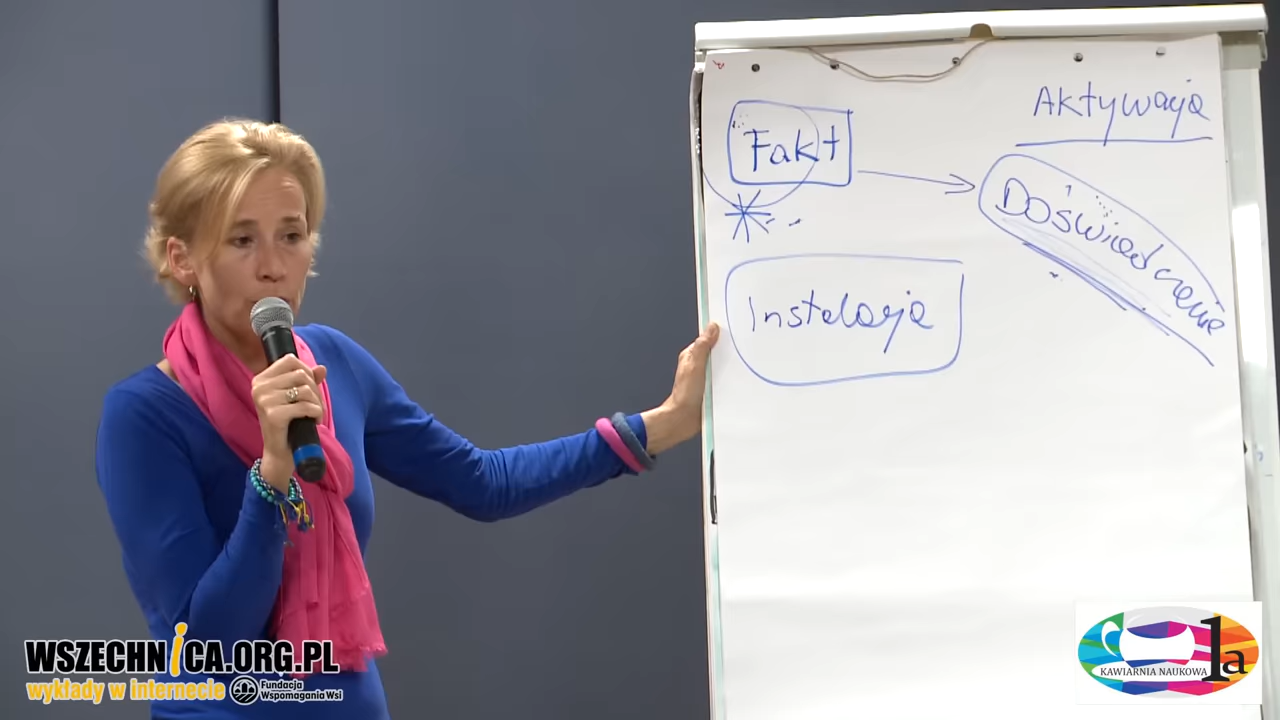 Aktywacja
Fakt
Doświadczenie
Instalacja
WSZECHNICA.ORG.PL
wykłady w internecie
Fundacja
Wspomagania Wsi
1a
KAWIARNIA NAUKOWA